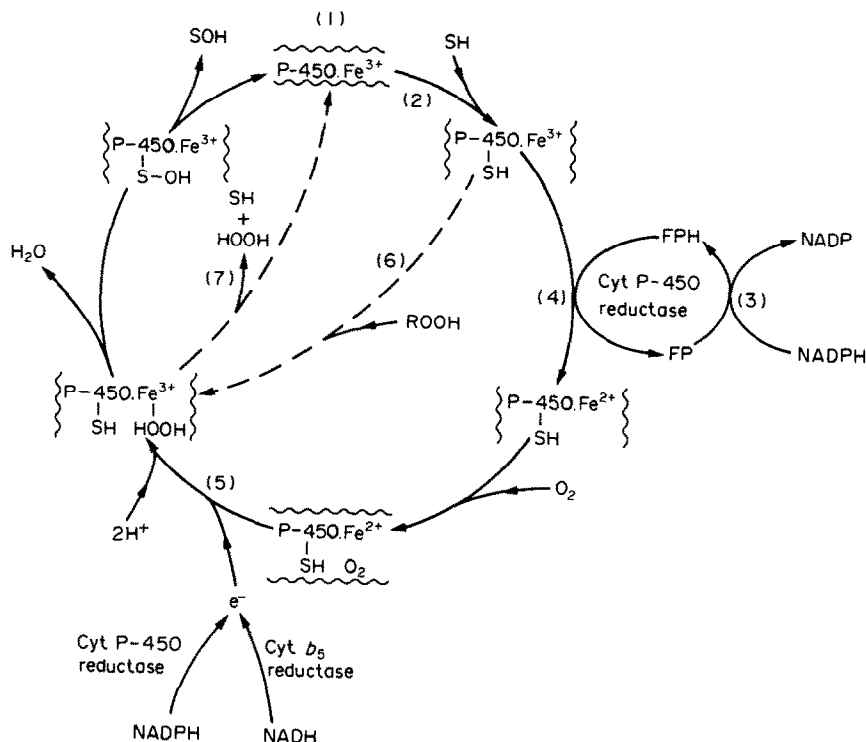 (1)
SOH
SH
P-450.Fe³⁺
(2)
P-450.Fe³⁺
S-OH
P-450.Fe³⁺
SH
SH
+
HOOH
H₂O
(7)
(6)
(4)
FPH
NADP
Cyt P-450
reductase
(3)
ROOH
FP
NADPH
P-450.Fe³⁺
SH HOOH
P-450.Fe²⁺
SH
(5)
O₂
2H⁺
P-450.Fe²⁺
SH O₂
e⁻
Cyt P-450
reductase
Cyt b₅
reductase
NADPH
NADH